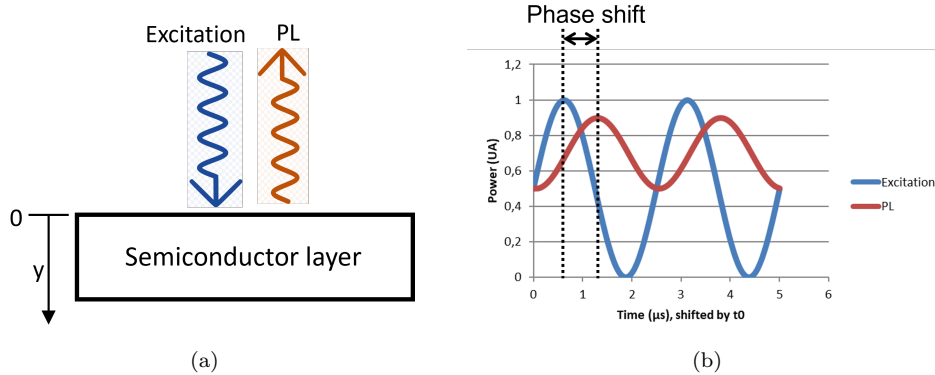 Excitation PL
0
y
Semiconductor layer
(a)
Phase shift
1,2
1
0,8
0,6
0,4
0,2
0
Power (UA)
0 1 2 3 4 5 6
Time (μs), shifted by t0
Excitation
PL
(b)